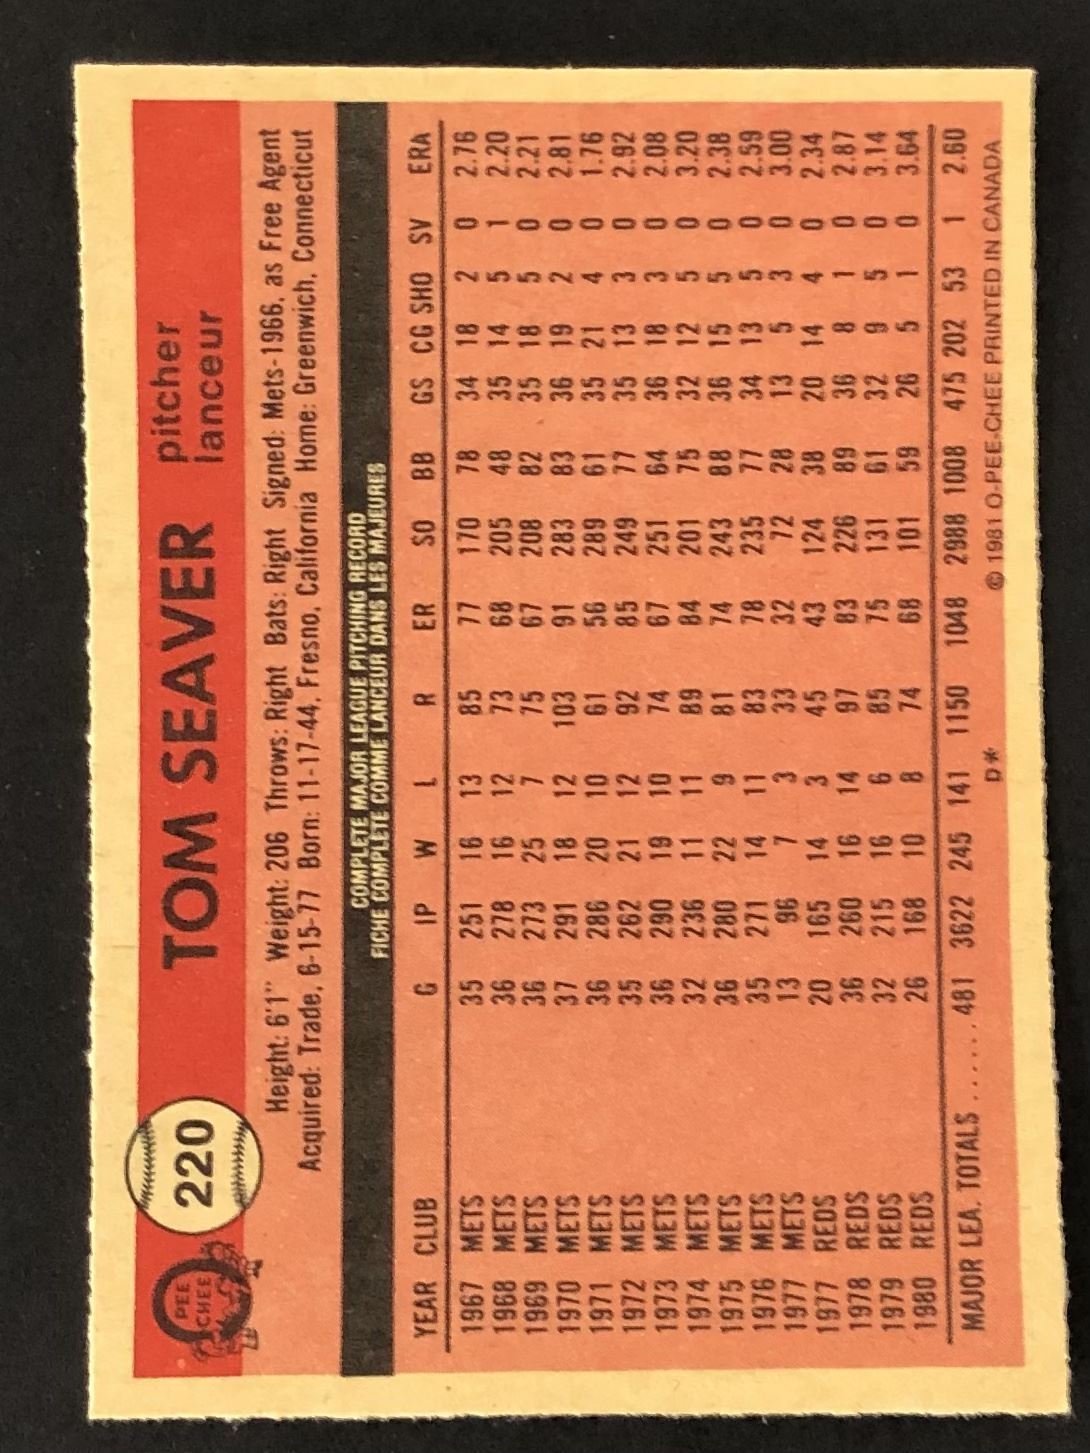 PEE
CHEE
220
TOM SEAVER
pitcher
lanceur
Height: 6'1" Weight: 206 Throws: Right Bats: Right Signed: Mets-1966, as Free Agent
Acquired: Trade, 6-15-77 Born: 11-17-44, Fresno, California Home: Greenwich, Connecticut
COMPLETE MAJOR LEAGUE PITCHING RECORD
FICHE COMPLÈTE COMME LANCEUR DANS LES MAJEURES
YEAR CLUB G IP W L R ER SO BB GS CG SHO SV ERA
1967 METS 35 251 16 13 85 77 170 78 34 18 2 0 2.76
1968 METS 36 278 16 12 73 68 205 48 35 14 5 1 2.20
1969 METS 36 273 25 7 75 67 208 82 35 18 5 0 2.21
1970 METS 37 291 18 12 103 91 283 83 36 19 2 0 2.81
1971 METS 36 286 20 10 61 56 289 61 35 21 4 0 1.76
1972 METS 35 262 21 12 92 85 249 77 35 13 3 0 2.92
1973 METS 36 290 19 10 74 67 251 64 36 18 3 0 2.08
1974 METS 32 236 11 11 89 84 201 75 32 12 5 0 3.20
1975 METS 36 280 22 9 81 74 243 88 36 15 5 0 2.38
1976 METS 35 271 14 11 83 78 235 77 34 13 5 0 2.59
1977 METS 13 96 7 3 33 32 72 28 13 5 3 0 3.00
1977 REDS 20 165 14 3 45 43 124 38 20 14 4 0 2.34
1978 REDS 36 260 16 14 97 83 226 89 36 8 1 0 2.87
1979 REDS 32 215 16 6 85 75 131 61 32 9 5 0 3.14
1980 REDS 26 168 10 8 74 68 101 59 26 5 1 0 3.64
MAJOR LEA. TOTALS ....... 481 3622 245 141 1150 1048 2988 1008 475 202 53 1 2.60
D* © 1981 O-PEE-CHEE PRINTED IN CANADA